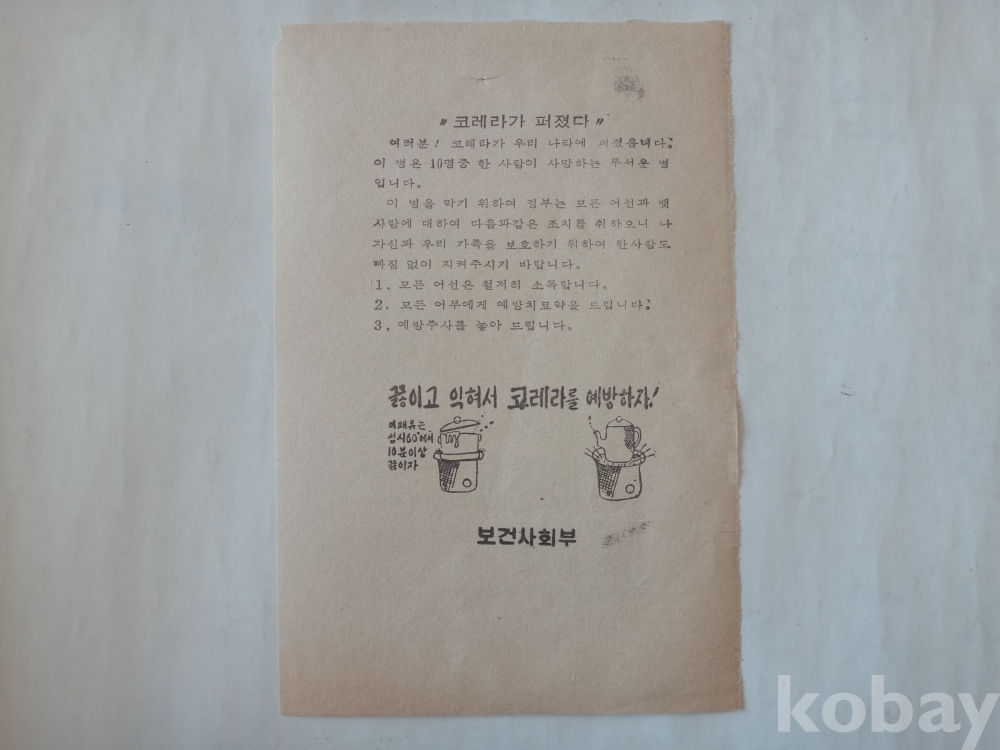 〃코레라가 퍼졌다〃
여러분! 코레라가 우리 나라에 퍼졌읍니다.
이 병은 10명중 한 사람이 사망하는 무서운 병
입니다.
이 병을 막기 위하여 정부는 모든 어선과 뱃
사람에 대하여 다음과같은 조치를 취하오니 나
자신과 우리 가족을 보호하기 위하여 한사람도
빠짐 없이 지켜주시기 바랍니다。
1. 모든 어선은 철저히 소독합니다。
2. 모든 어부에게 예방치료약을 드립니다.
3. 예방주사를 놓아 드립니다。
끓이고 익혀서 코레라를 예방하자!
어패류는
섭시60°에서
10분이상
끓이자
보건사회부
kobay